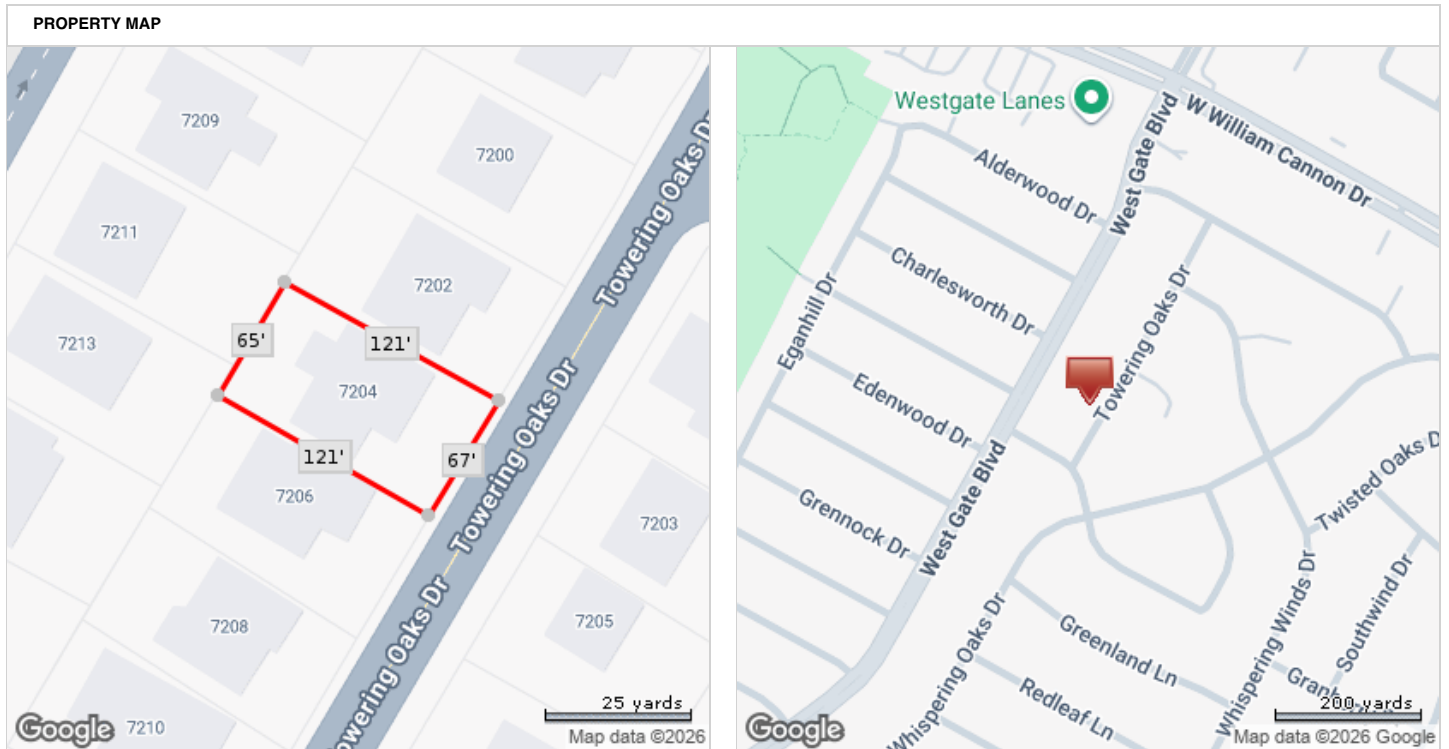 PROPERTY MAP
7209
7200
7211
7202
7213
65'
121'
7204
121'
67'
7206
7203
7208
7205
7210
Towering Oaks Dr
Towering Oaks Dr
Towering Oaks Dr
Towering Oaks Dr
25 yards
Google
Map data ©2026
Westgate Lanes
W William Cannon Dr
West Gate Blvd
Alderwood Dr
Charlesworth Dr
Eganhill Dr
Towering Oaks Dr
Edenwood Dr
West Gate Blvd
Grennock Dr
Twisted Oaks D
Whispering Oaks Dr
Greenland Ln
Whispering Winds Dr
Southwind Dr
Redleaf Ln
200 yards
Google
Map data ©2026 Google